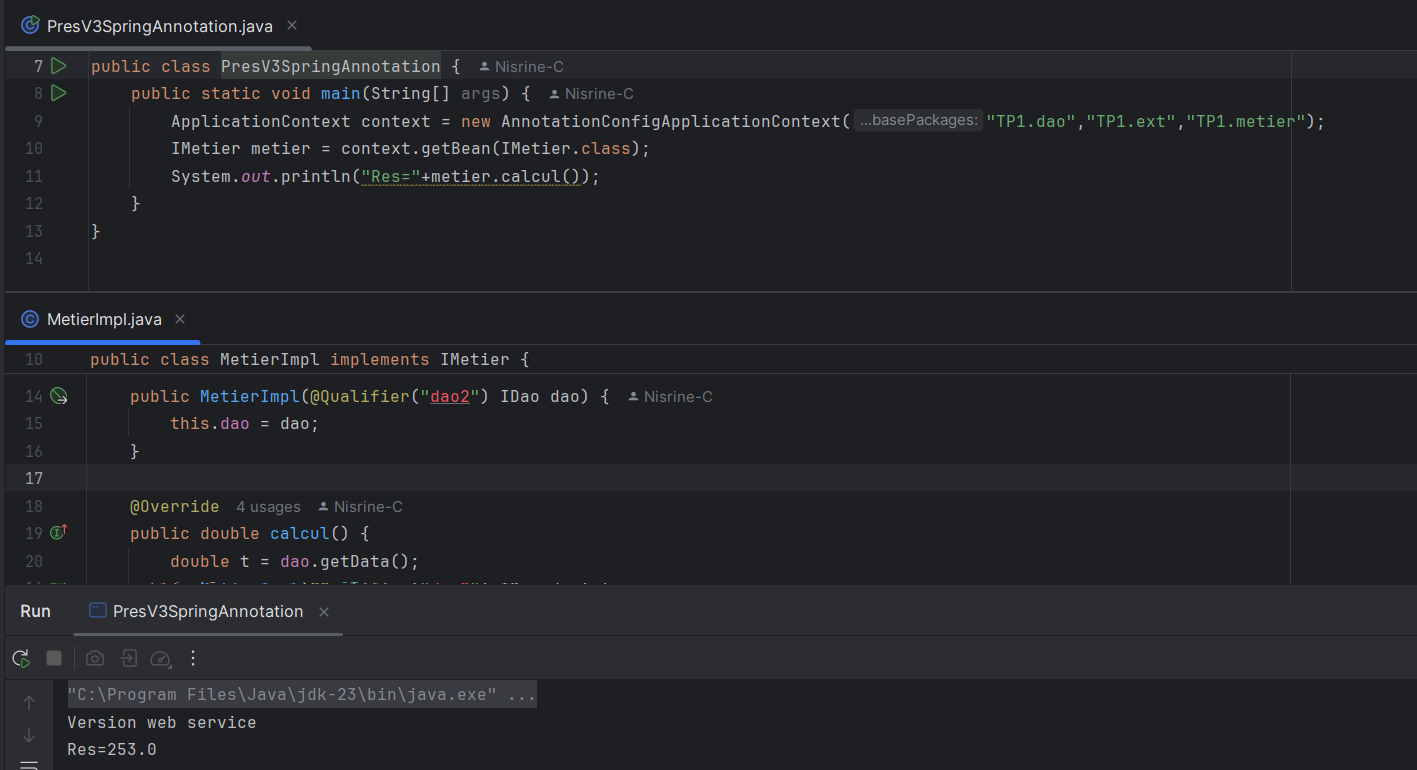 PresV3SpringAnnotation.java
7 public class PresV3SpringAnnotation { Nisrine-C
8 public static void main(String[] args) { Nisrine-C
9 ApplicationContext context = new AnnotationConfigApplicationContext( ...basePackages: "TP1.dao","TP1.ext","TP1.metier");
10 IMetier metier = context.getBean(IMetier.class);
11 System.out.println("Res="+metier.calcul());
12 }
13 }
14
MetierImpl.java
10 public class MetierImpl implements IMetier {
14 public MetierImpl(@Qualifier("dao2") IDao dao) { Nisrine-C
15 this.dao = dao;
16 }
17
18 @Override 4 usages Nisrine-C
19 public double calcul() {
20 double t = dao.getData();
Run PresV3SpringAnnotation
"C:\Program Files\Java\jdk-23\bin\java.exe" ...
Version web service
Res=253.0